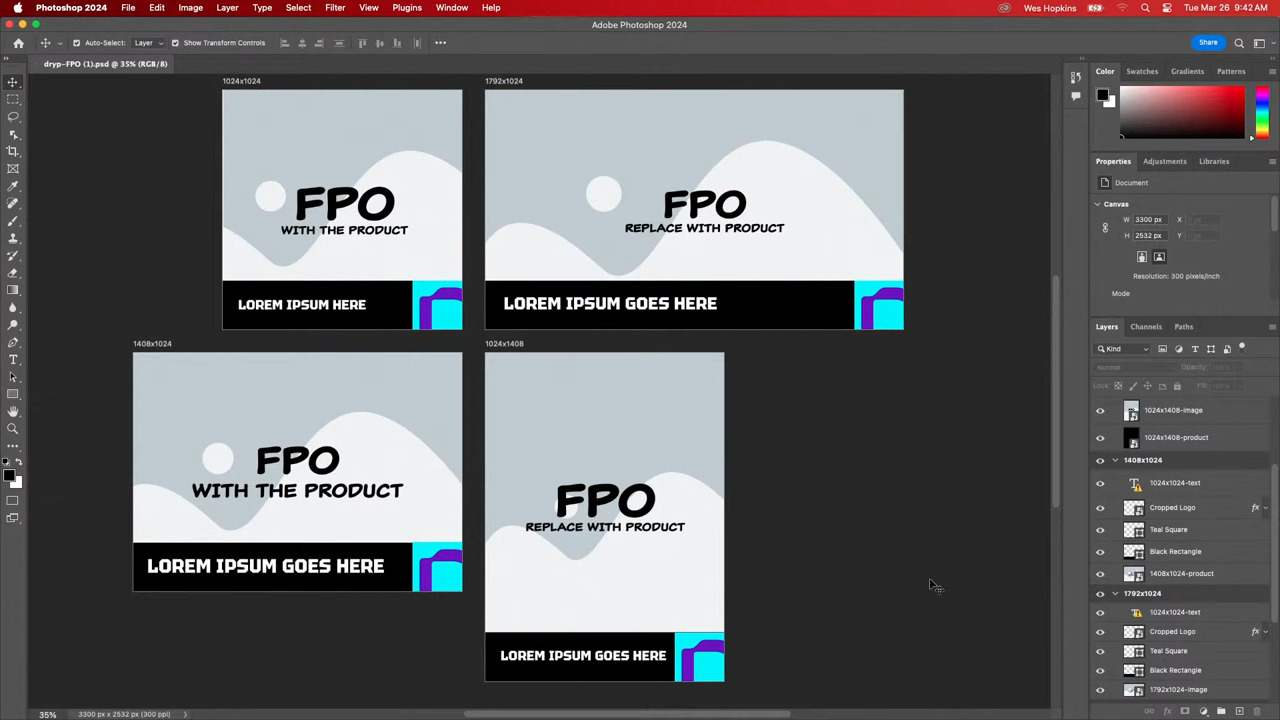 Photoshop 2024 File Edit Image Layer Type Select Filter View Plugins Window Help Wes Hopkins Tue Mar 26 9:42 AM
Adobe Photoshop 2024
Auto-Select: Layer Show Transform Controls Share
dryp-FPO (1).psd @ 35% (RGB/8)
1024x1024
FPO
WITH THE PRODUCT
LOREM IPSUM HERE
1792x1024
FPO
REPLACE WITH PRODUCT
LOREM IPSUM GOES HERE
1408x1024
FPO
WITH THE PRODUCT
LOREM IPSUM GOES HERE
1024x1408
FPO
REPLACE WITH PRODUCT
LOREM IPSUM GOES HERE
Color Swatches Gradients Patterns
Properties Adjustments Libraries
Document
Canvas
W 3300 px X
H 2532 px Y
Resolution: 300 pixels/inch
Mode
Layers Channels Paths
Kind
Normal Opacity:
Lock: Fill:
1024x1408-image
1024x1408-product
1408x1024
1024x1024-text
Cropped Logo fx
Teal Square
Black Rectangle
1408x1024-product
1792x1024
1024x1024-text
Cropped Logo fx
Teal Square
Black Rectangle
1792x1024-image
35% 3300 px x 2532 px (300 ppi)